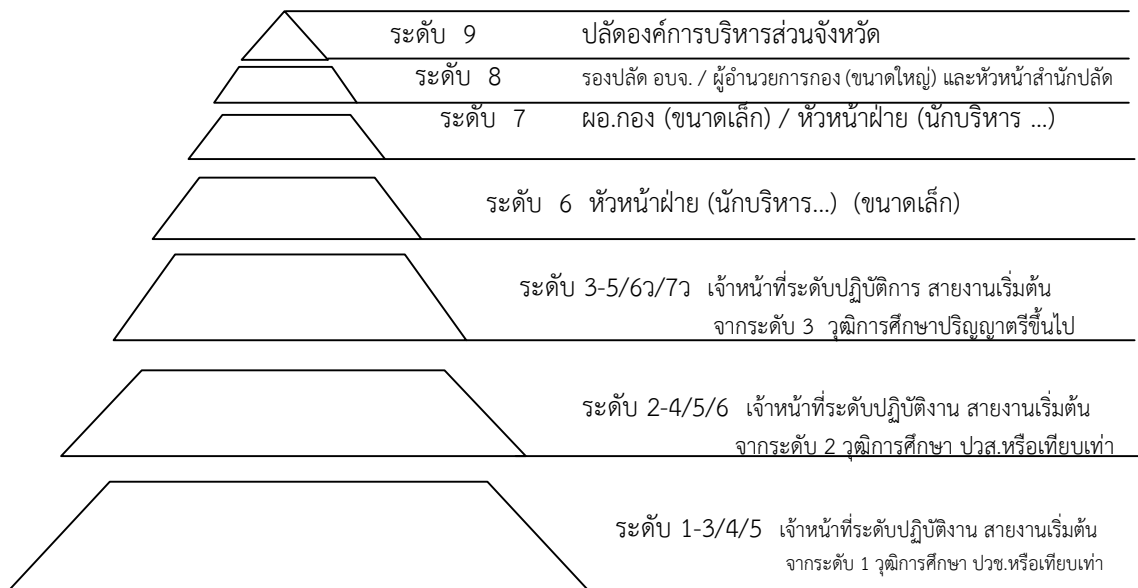 ระดับ 9 ปลัดองค์การบริหารส่วนจังหวัด
ระดับ 8 รองปลัด อบจ. / ผู้อำนวยการกอง (ขนาดใหญ่) และหัวหน้าสำนักปลัด
ระดับ 7 ผอ.กอง (ขนาดเล็ก) / หัวหน้าฝ่าย (นักบริหาร ...)
ระดับ 6 หัวหน้าฝ่าย (นักบริหาร...) (ขนาดเล็ก)
ระดับ 3-5/6ว/7ว เจ้าหน้าที่ระดับปฏิบัติการ สายงานเริ่มต้น
จากระดับ 3 วุฒิการศึกษาปริญญาตรีขึ้นไป
ระดับ 2-4/5/6 เจ้าหน้าที่ระดับปฏิบัติงาน สายงานเริ่มต้น
จากระดับ 2 วุฒิการศึกษา ปวส.หรือเทียบเท่า
ระดับ 1-3/4/5 เจ้าหน้าที่ระดับปฏิบัติงาน สายงานเริ่มต้น
จากระดับ 1 วุฒิการศึกษา ปวช.หรือเทียบเท่า